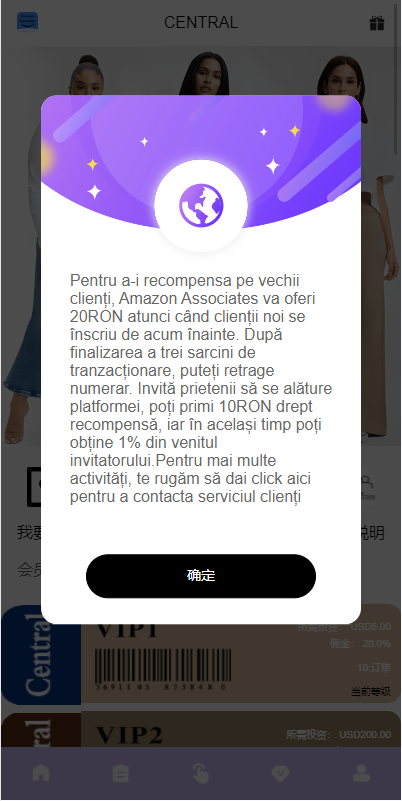 CENTRAL
Pentru a-i recompensa pe vechii
clienți, Amazon Associates va oferi
20RON atunci când clienții noi se
înscriu de acum înainte. După
finalizarea a trei sarcini de
tranzacționare, puteți retrage
numerar. Invită prietenii să se alăture
platformei, poți primi 10RON drept
recompensă, iar în același timp poți
obține 1% din venitul
invitatorului.Pentru mai multe
activități, te rugăm să dai click aici
pentru a contacta serviciul clienți
确定
我要
说明
会员
Central
VIP1
所需投资： USD5.00
佣金： 20.0%
10 订单
当前等级
VIP2
所需投资： USD200.00